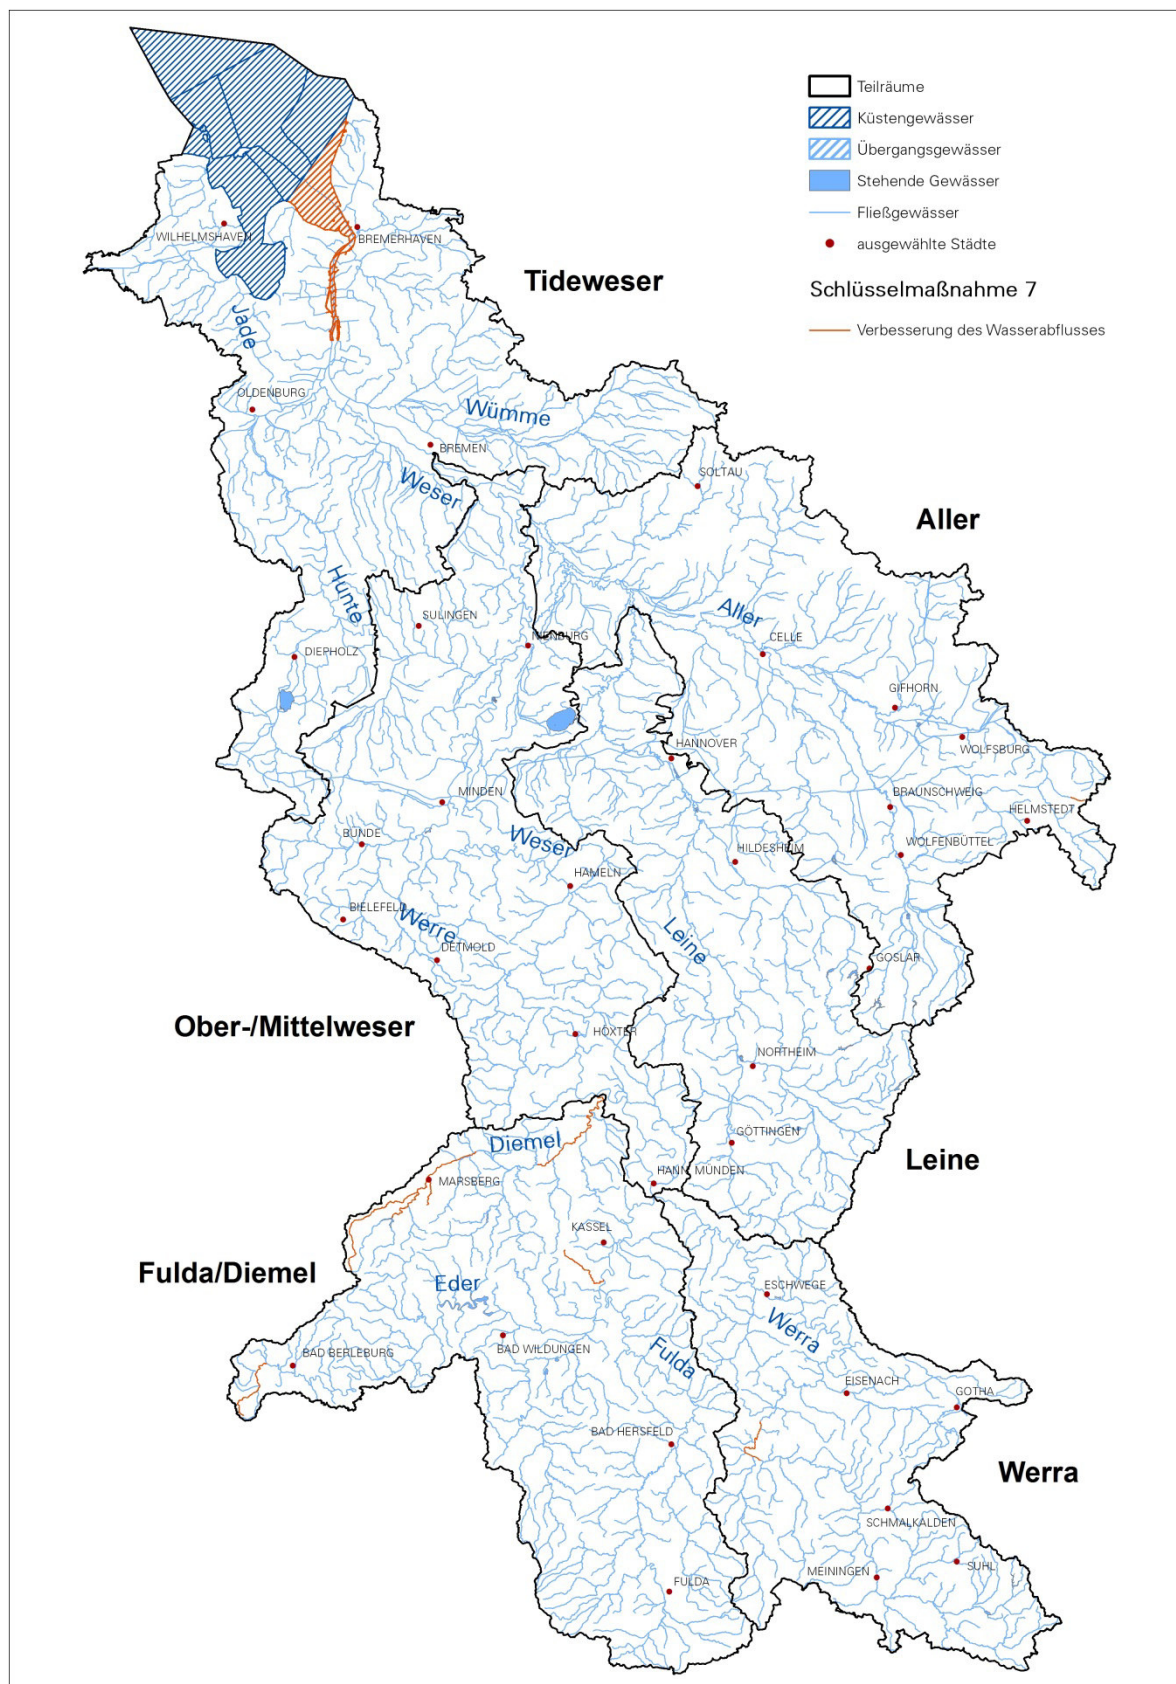 Teilräume
Küstengewässer
Übergangsgewässer
Stehende Gewässer
Fließgewässer
ausgewählte Städte
Schlüsselmaßnahme 7
Verbesserung des Wasserabflusses
WILHELMSHAVEN
BREMERHAVEN
Tideweser
Jade
OLDENBURG
Wümme
BREMEN
SOLTAU
Weser
Aller
Hunte
Aller
SULINGEN
NIENBURG
CELLE
DIEPHOLZ
GIFHORN
HANNOVER
WOLFSBURG
MINDEN
BRAUNSCHWEIG
HELMSTEDT
BÜNDE
Weser
HILDESHEIM
WOLFENBÜTTEL
HAMELN
BIELEFELD
Werre
Leine
DETMOLD
GOSLAR
Ober-/Mittelweser
HÖXTER
NORTHEIM
Diemel
GÖTTINGEN
Leine
MARSBERG
HANN. MÜNDEN
KASSEL
Fulda/Diemel
Eder
ESCHWEGE
Werra
BAD WILDUNGEN
BAD BERLEBURG
Fulda
EISENACH
GOTHA
BAD HERSFELD
Werra
SCHMALKALDEN
SUHL
MEININGEN
FULDA